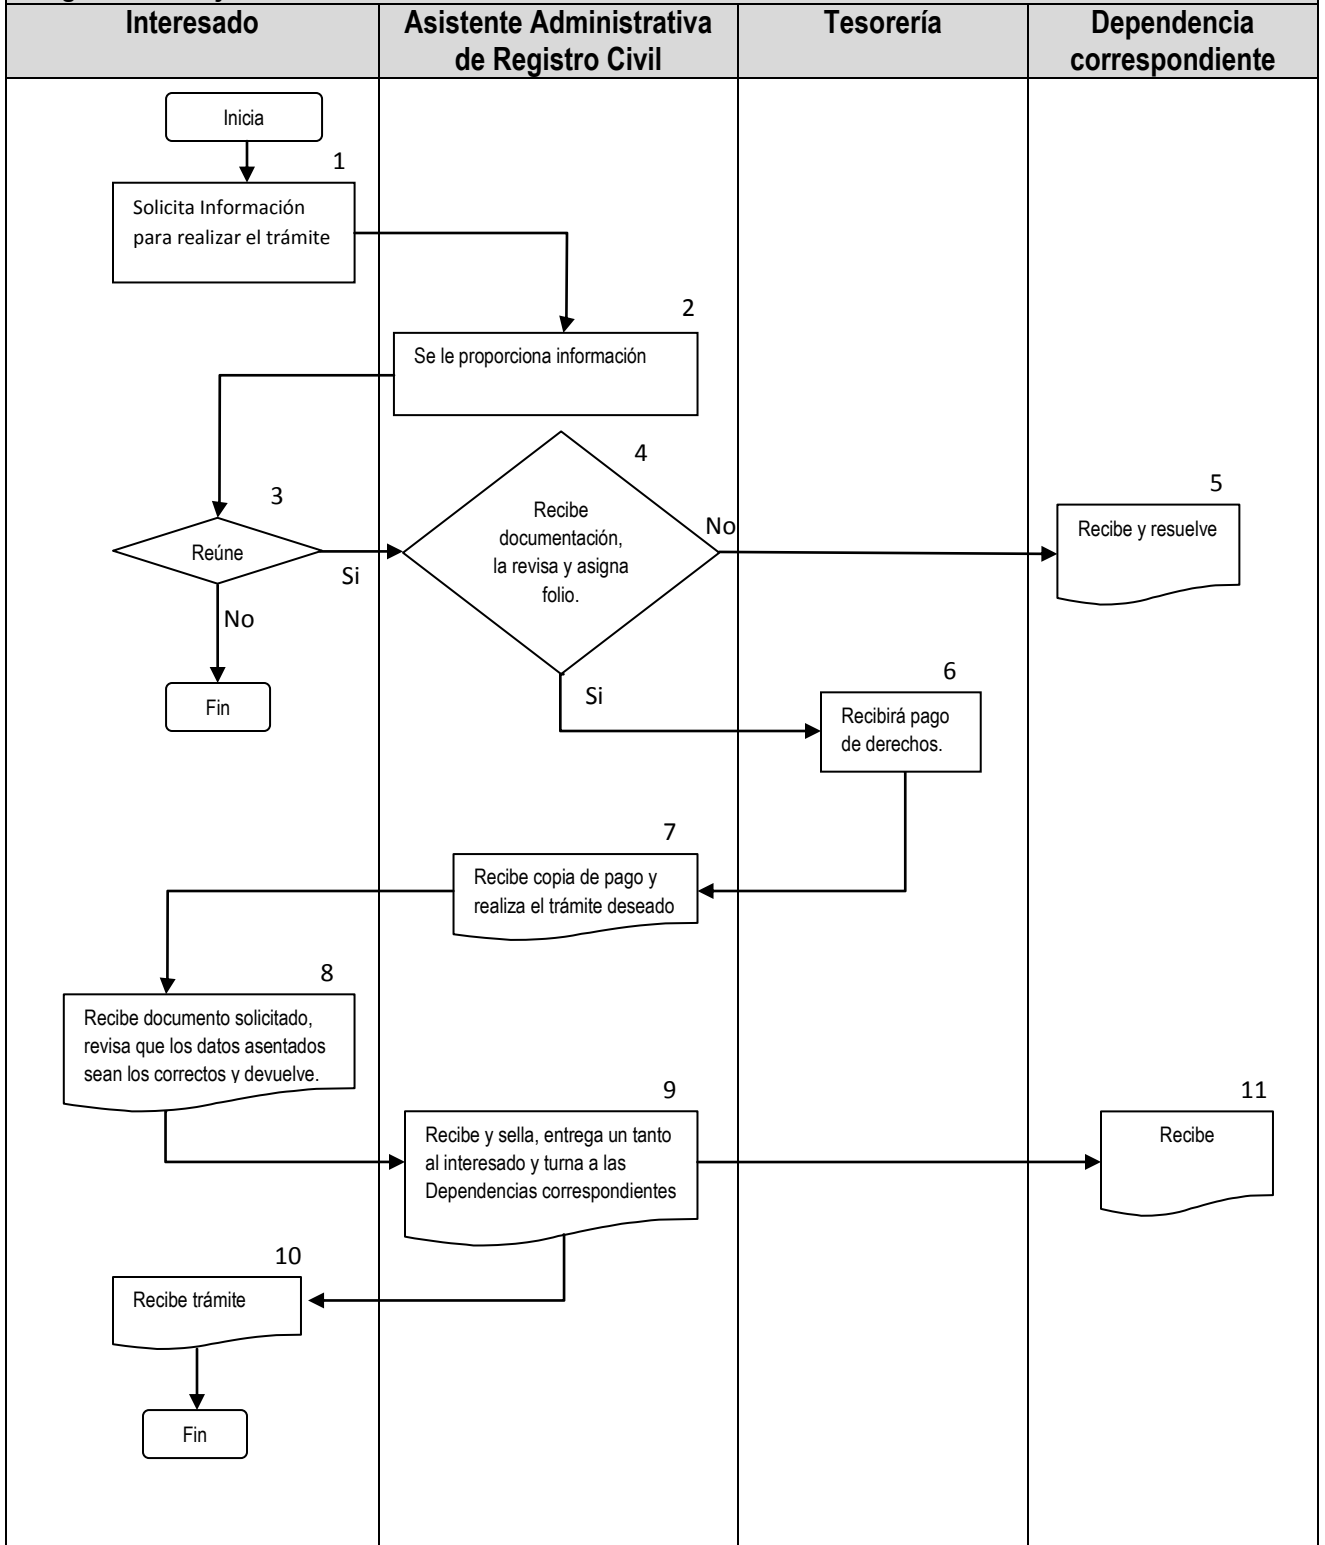 Interesado
Asistente Administrativa
de Registro Civil
Tesorería
Dependencia
correspondiente
Inicia
1
Solicita Información
para realizar el trámite
2
Se le proporciona información
3
Reúne
Si
No
Fin
4
Recibe
documentación,
la revisa y asigna
folio.
No
Si
5
Recibe y resuelve
6
Recibirá pago
de derechos.
7
Recibe copia de pago y
realiza el trámite deseado
8
Recibe documento solicitado,
revisa que los datos asentados
sean los correctos y devuelve.
9
Recibe y sella, entrega un tanto
al interesado y turna a las
Dependencias correspondientes
11
Recibe
10
Recibe trámite
Fin